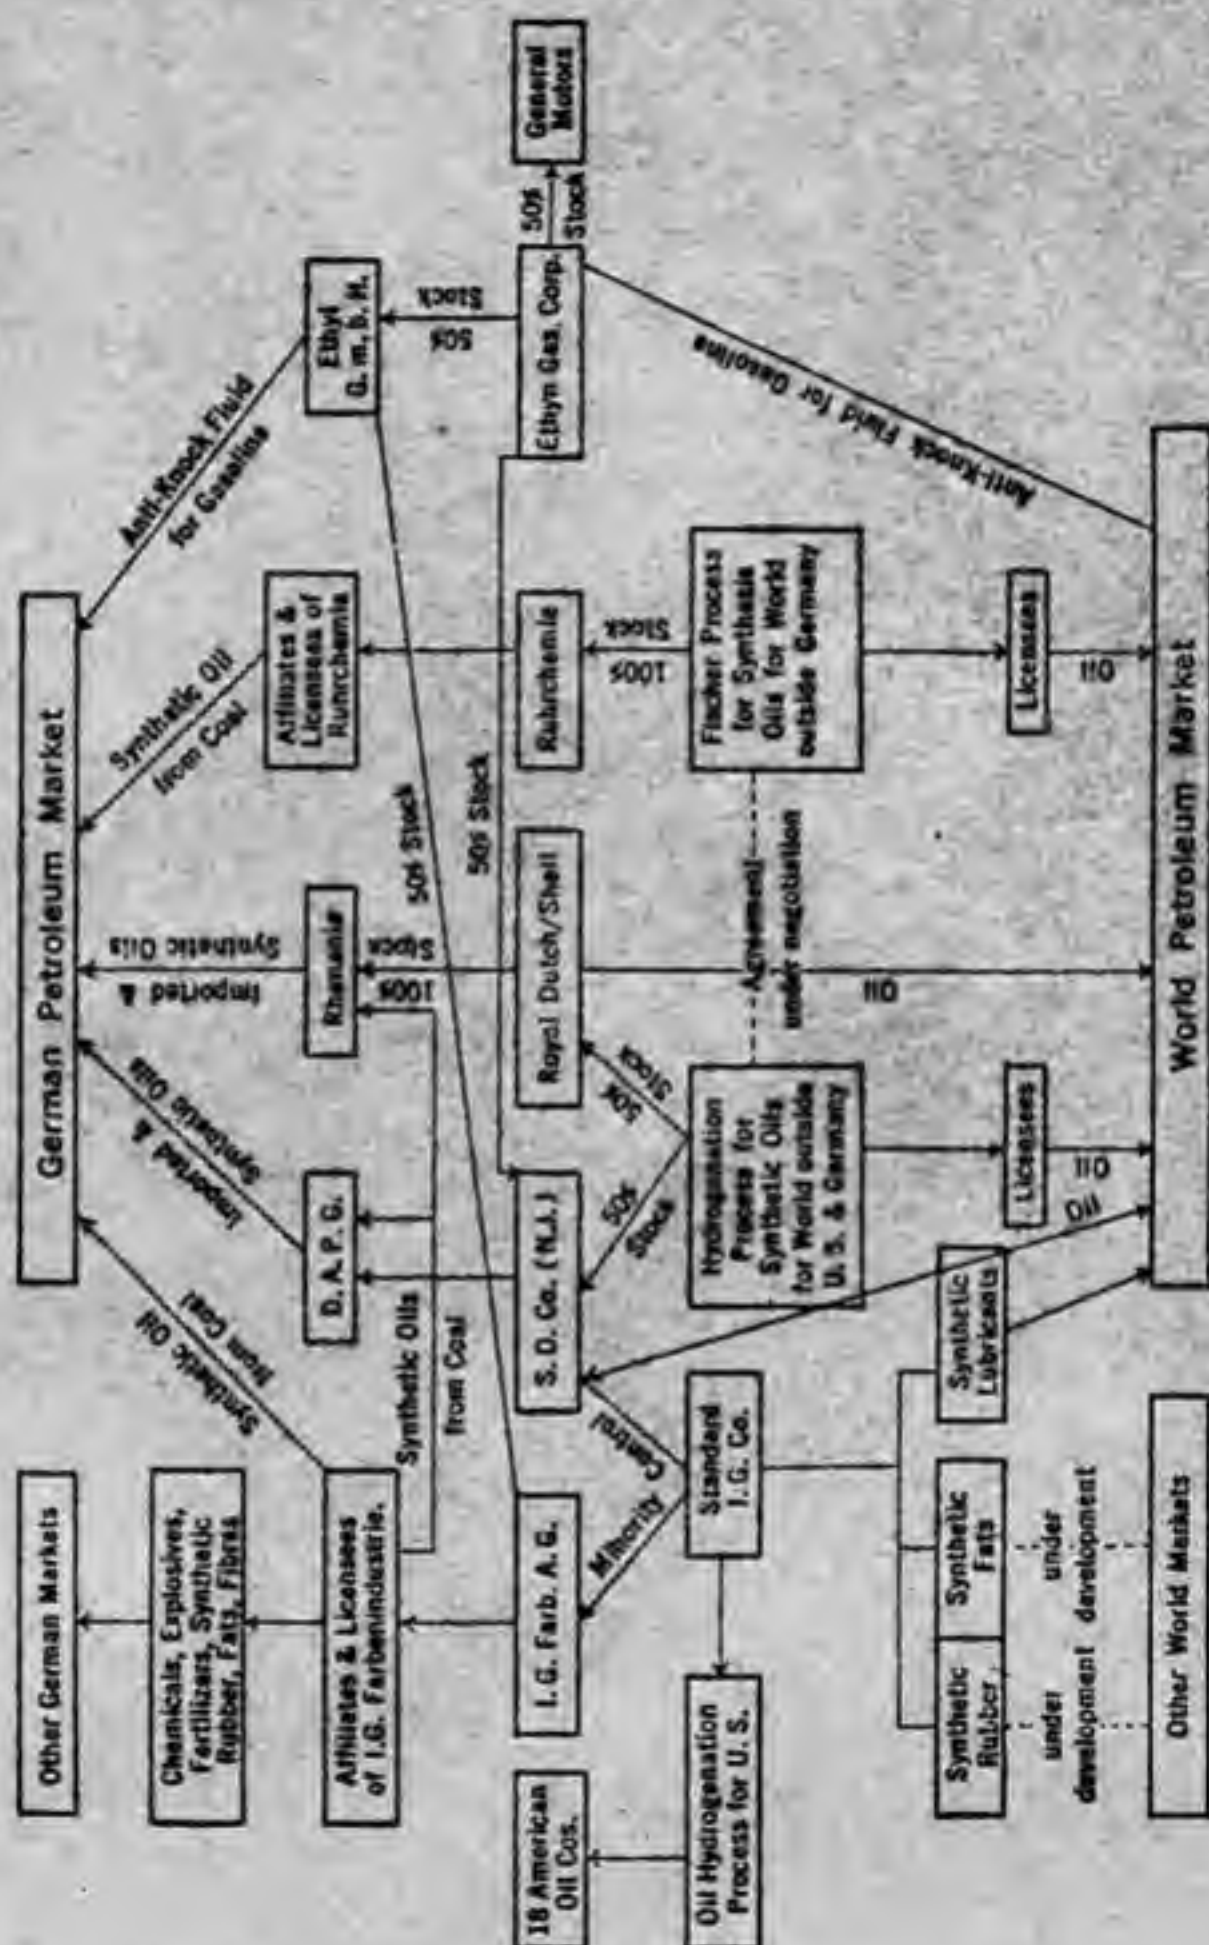 Other German Markets
German Petroleum Market
Chemicals, Explosives,
Fertilizers, Synthetic
Rubber, Fats, Fibres
Synthetic Oil
from Coal
Imported &
Synthetic Oils
Imported &
Synthetic Oils
Synthetic Oil
from Coal
Anti-Knock Fluid
for Gasoline
Affiliates & Licensees
of I.G. Farbenindustrie.
D. A. P. G.
Rhenania
Affiliates &
Licenses of
Runrchemia
Ethyl
G. m. b. H.
Synthetic Oils
from Coal
100%
Stock
50% Stock
50% Stock
50%
Stock
18 American
Oil Cos.
I.G. Farb. A. G.
S. O. Co. (N.J.)
Royal Dutch/Shell
Ruhrchemie
Ethyn Gas. Corp.
50%
Stock
General
Motors
Minority
Control
50%
Stock
50%
Stock
100%
Stock
Oil Hydrogenation
Process for U. S.
Standard
I.G. Co.
Hydrogenation
Process for
Synthetic Oils
for World outside
U. S. & Germany
Agreement
under negotiation
Fischer Process
for Synthesis
Oils for World
outside Germany
Anti-Knock Fluid for Gasoline
Oil
Synthetic
Rubber
Synthetic
Fats
Synthetic
Lubricants
Licensees
Licensees
under
development
under
development
Oil
Oil
Oil
Other World Markets
World Petroleum Market